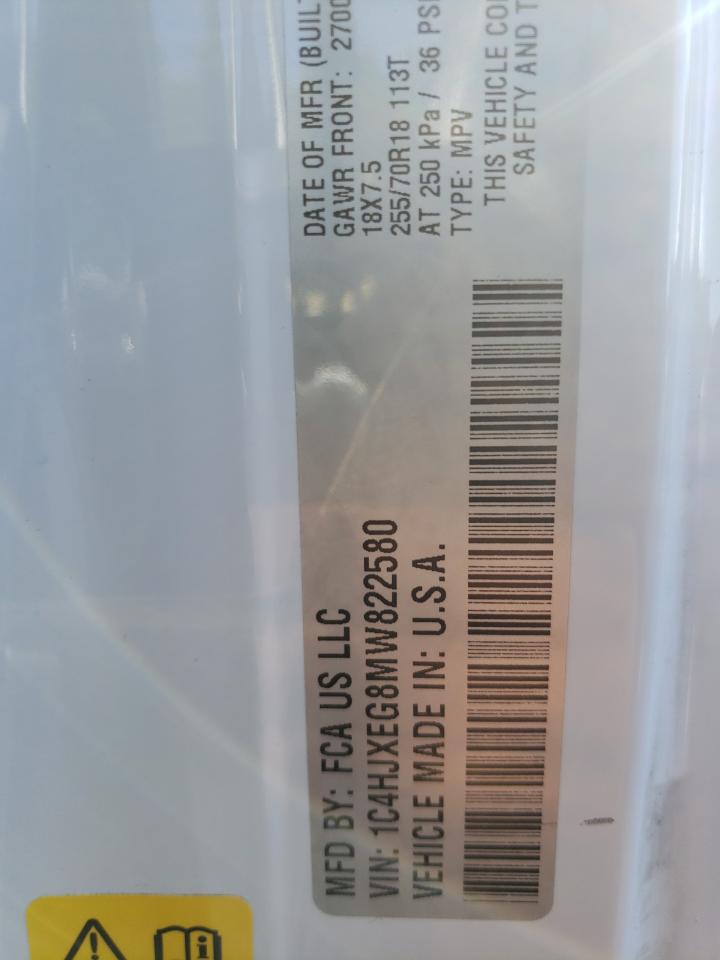 MFD BY: FCA US LLC
VIN: 1C4HJXEG8MW822580
VEHICLE MADE IN: U.S.A.
DATE OF MFR (BUILT
GAWR FRONT: 2700
18X7.5
255/70R18 113T
AT 250 kPa / 36 PSI
TYPE: MPV
THIS VEHICLE CO
SAFETY AND T
i